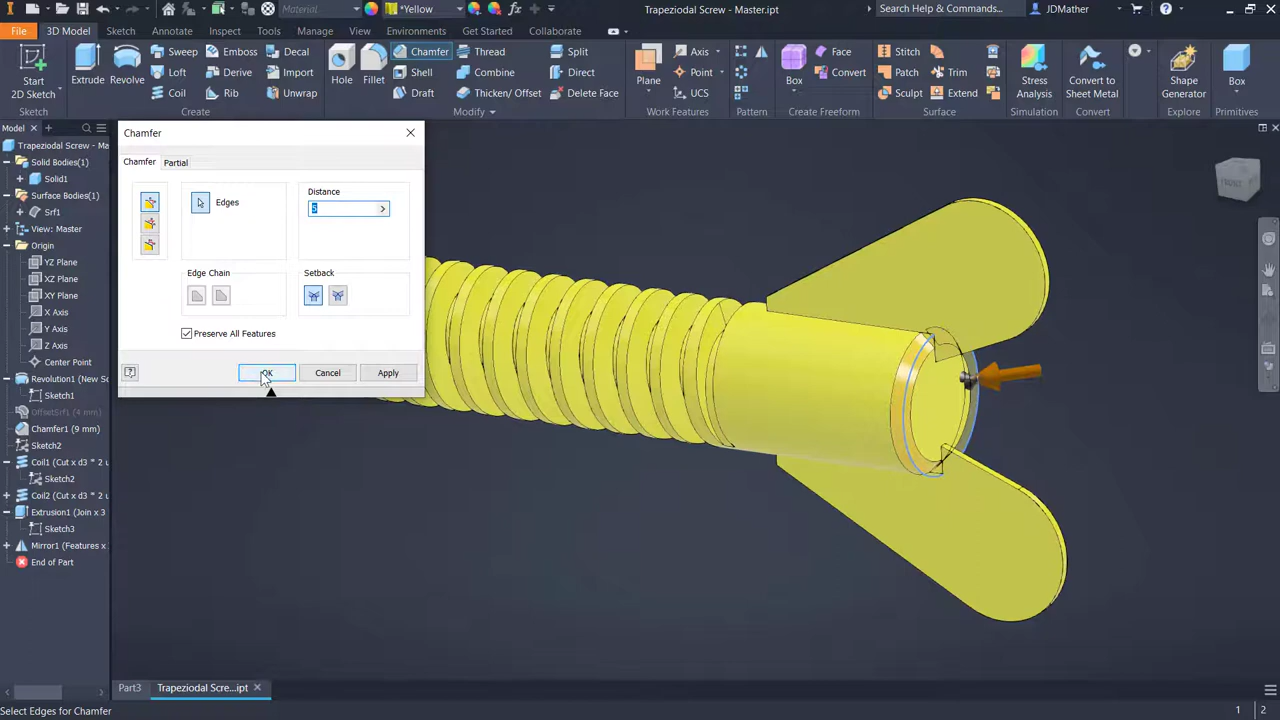 Material
*Yellow
Trapeziodal Screw - Master.ipt
Search Help & Commands...
JDMather
File
3D Model
Sketch
Annotate
Inspect
Tools
Manage
View
Environments
Get Started
Collaborate
Start
2D Sketch
Extrude
Revolve
Sweep
Loft
Coil
Emboss
Derive
Rib
Decal
Import
Unwrap
Hole
Fillet
Chamfer
Shell
Draft
Thread
Combine
Thicken/ Offset
Split
Direct
Delete Face
Plane
Axis
Point
UCS
Box
Face
Convert
Stitch
Patch
Sculpt
Trim
Extend
Stress
Analysis
Convert to
Sheet Metal
Shape
Generator
Box
Sketch
Create
Modify
Work Features
Pattern
Create Freeform
Surface
Simulation
Convert
Explore
Primitives
Model
Trapeziodal Screw - Ma
Solid Bodies(1)
Solid1
Surface Bodies(1)
Srf1
View: Master
Origin
YZ Plane
XZ Plane
XY Plane
X Axis
Y Axis
Z Axis
Center Point
Revolution1 (New So
Sketch1
OffsetSrf1 (4 mm)
Chamfer1 (9 mm)
Sketch2
Coil1 (Cut x d3 * 2 u
Sketch2
Coil2 (Cut x d3 * 2 u
Extrusion1 (Join x 3
Sketch3
Mirror1 (Features x
End of Part
Chamfer
Chamfer
Partial
Edges
Distance
5
Edge Chain
Setback
Preserve All Features
OK
Cancel
Apply
FRONT
Part3
Trapeziodal Scre...ipt
Select Edges for Chamfer
1
2